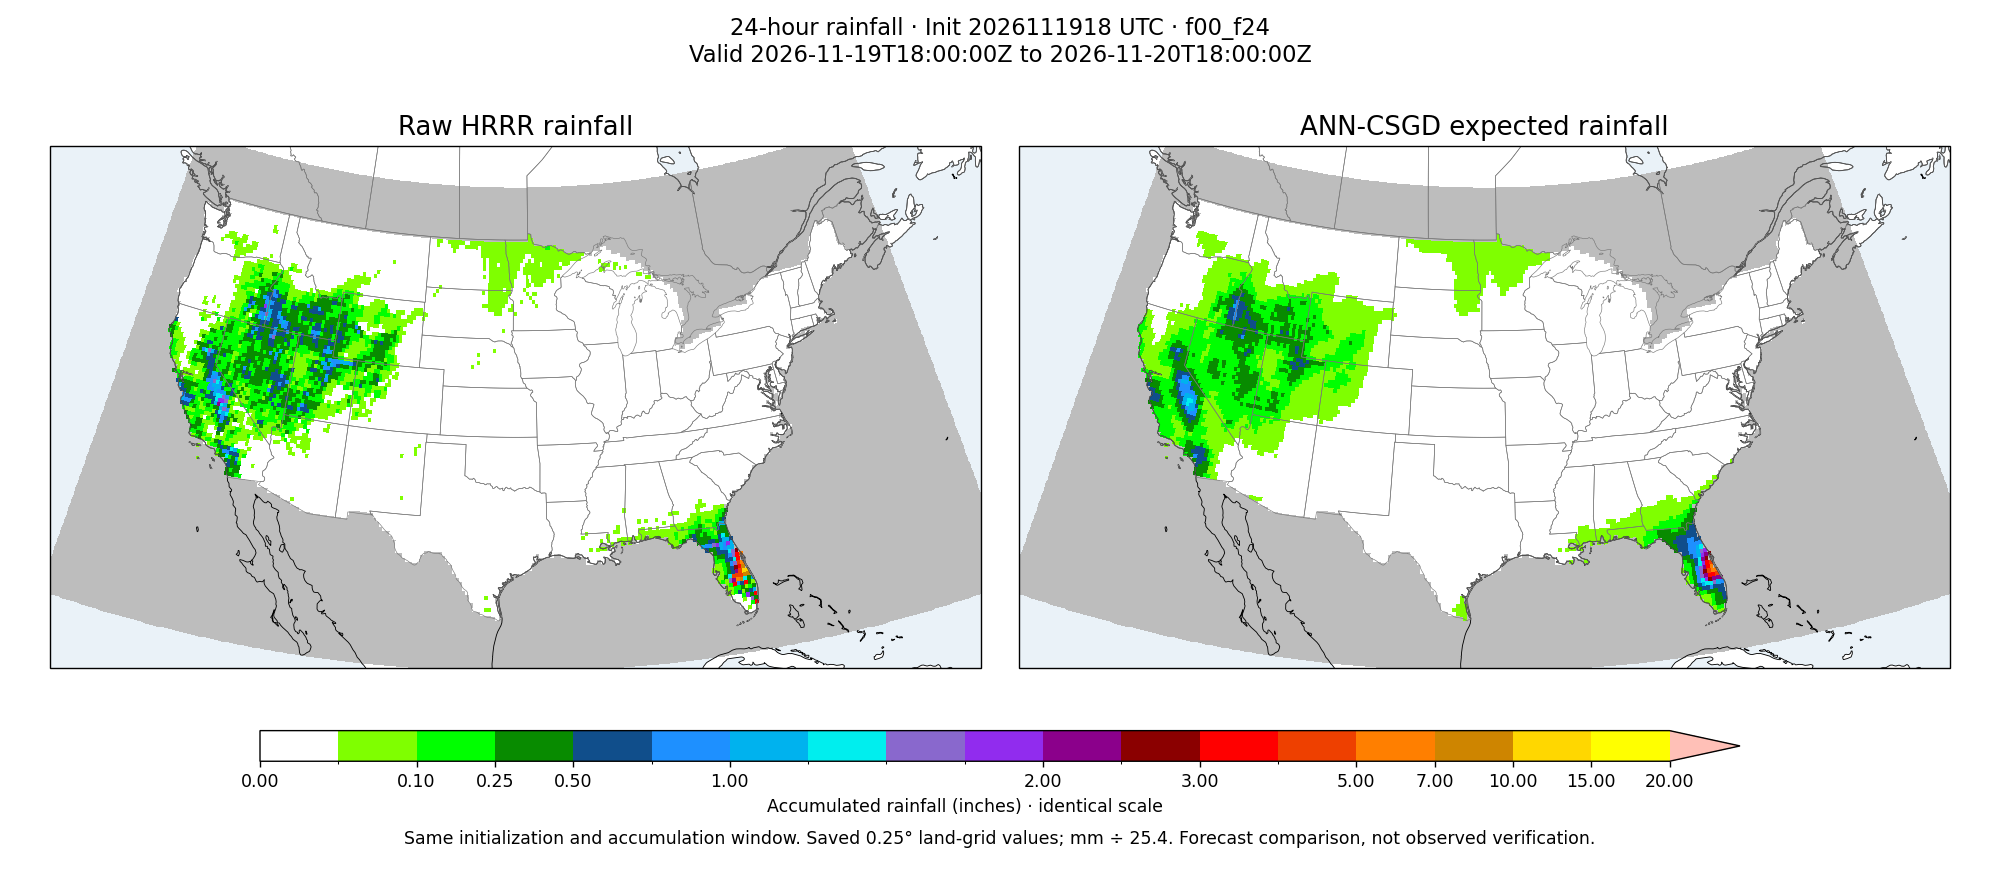 24-hour rainfall · Init 2026111918 UTC · f00_f24
Valid 2026-11-19T18:00:00Z to 2026-11-20T18:00:00Z
Raw HRRR rainfall
ANN-CSGD expected rainfall
0.00 0.10 0.25 0.50 1.00 2.00 3.00 5.00 7.00 10.00 15.00 20.00
Accumulated rainfall (inches) · identical scale
Same initialization and accumulation window. Saved 0.25° land-grid values; mm ÷ 25.4. Forecast comparison, not observed verification.